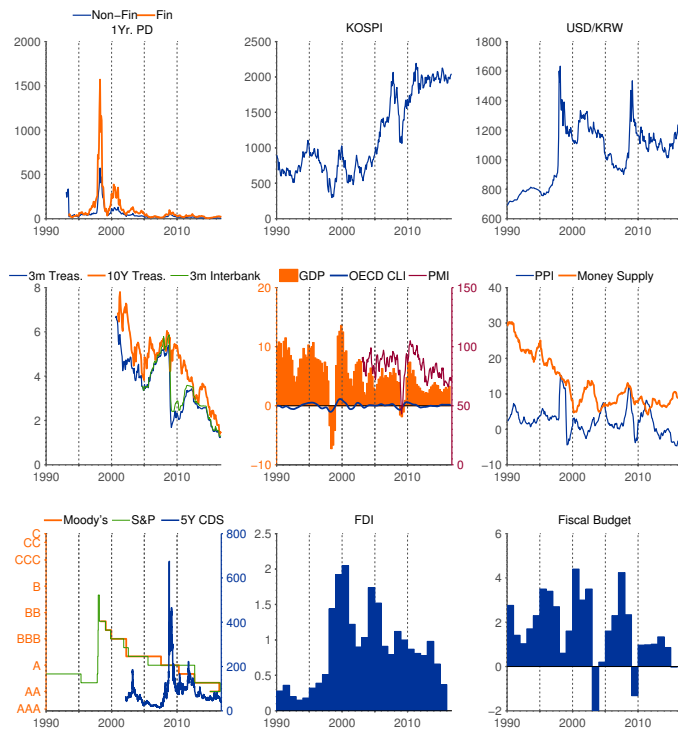 Non−Fin Fin
1Yr. PD
2000
1500
1000
500
0
1990 2000 2010
KOSPI
2500
2000
1500
1000
500
0
1990 2000 2010
USD/KRW
1800
1600
1400
1200
1000
800
600
1990 2000 2010
3m Treas. 10Y Treas. 3m Interbank
8
6
4
2
0
1990 2000 2010
GDP OECD CLI PMI
20 150
10 100
0 50
−10 0
1990 2000 2010
PPI Money Supply
40
30
20
10
0
−10
1990 2000 2010
Moody's S&P 5Y CDS
C 800
CC
CCC 600
B
BB 400
BBB
A 200
AA
AAA 0
1990 2000 2010
FDI
2.5
2
1.5
1
0.5
0
1990 2000 2010
Fiscal Budget
6
4
2
0
−2
1990 2000 2010